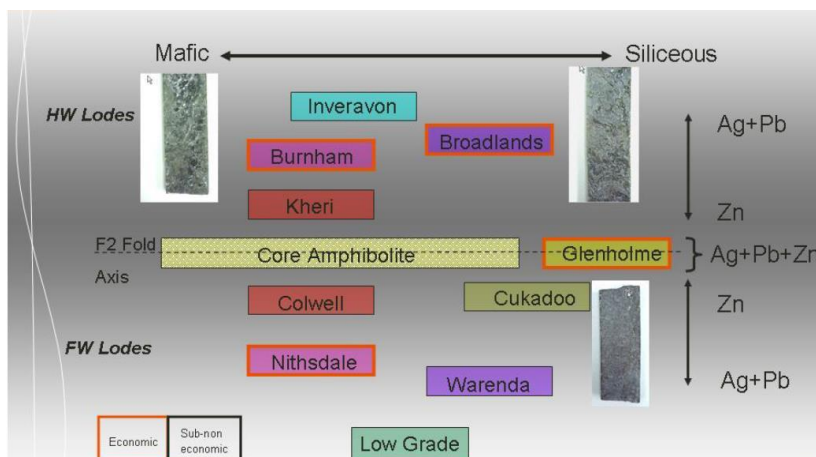 Mafic
Siliceous
HW Lodes
Inveravon
Ag+Pb
Broadlands
Burnham
Kheri
Zn
F2 Fold
Core Amphibolite
Glenholme
Ag+Pb+Zn
Axis
Colwell
Cukadoo
Zn
FW Lodes
Nithsdale
Warenda
Ag+Pb
Economic
Sub-non
economic
Low Grade